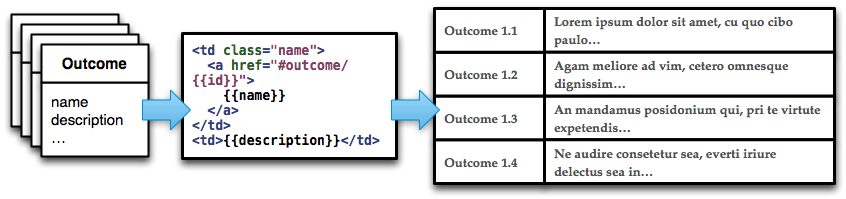 Outcome
name
description
…
<td class="name">
<a href="#outcome/
{{id}}">
{{name}}
</a>
</td>
<td>{{description}}</td>
Outcome 1.1
Lorem ipsum dolor sit amet, cu quo cibo
paulo…
Outcome 1.2
Agam meliore ad vim, cetero omnesque
dignissim…
Outcome 1.3
An mandamus posidonium qui, pri te virtute
expetendis…
Outcome 1.4
Ne audire consetetur sea, everti iriure
delectus sea in…